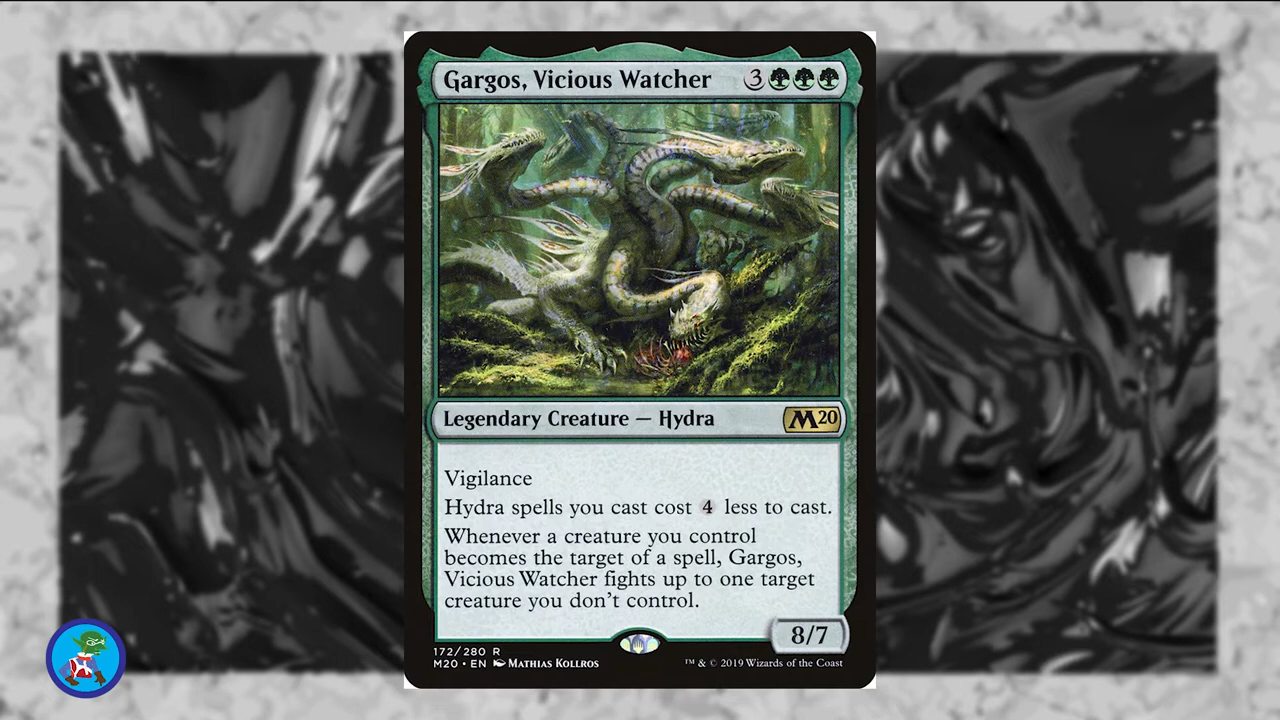 Gargos, Vicious Watcher 3
Legendary Creature — Hydra M20
Vigilance
Hydra spells you cast cost 4 less to cast.
Whenever a creature you control
becomes the target of a spell, Gargos,
Vicious Watcher fights up to one target
creature you don't control.
8/7
172/280 R
M20 • EN Mathias Kollros
™ & © 2019 Wizards of the Coast